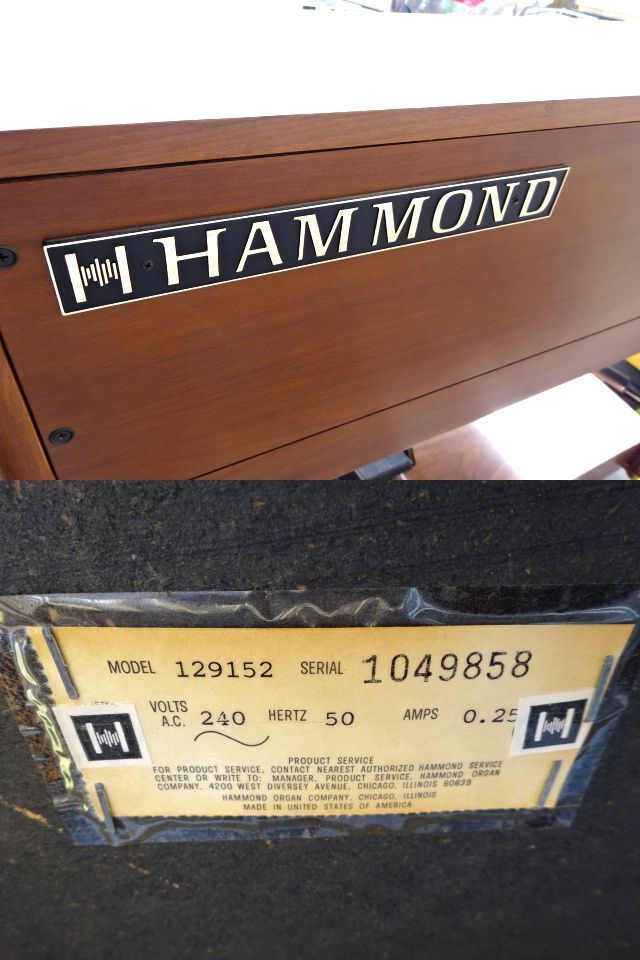 HAMMOND
MODEL 129152 SERIAL 1049858
VOLTS A.C. 240 HERTZ 50 AMPS 0.25
PRODUCT SERVICE
FOR PRODUCT SERVICE, CONTACT NEAREST AUTHORIZED HAMMOND SERVICE
CENTER OR WRITE TO: MANAGER, PRODUCT SERVICE, HAMMOND ORGAN
COMPANY, 4200 WEST DIVERSEY AVENUE, CHICAGO, ILLINOIS 60639
HAMMOND ORGAN COMPANY, CHICAGO, ILLINOIS
MADE IN UNITED STATES OF AMERICA